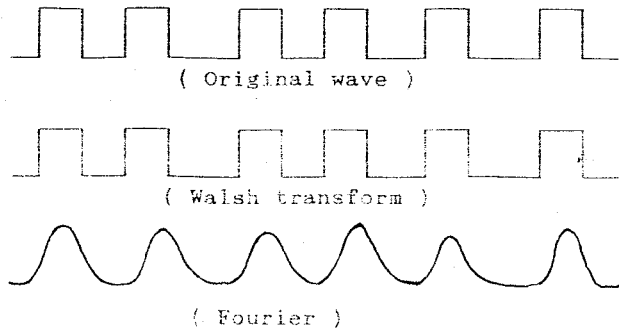 ( Original wave )
( Walsh transform )
( Fourier )